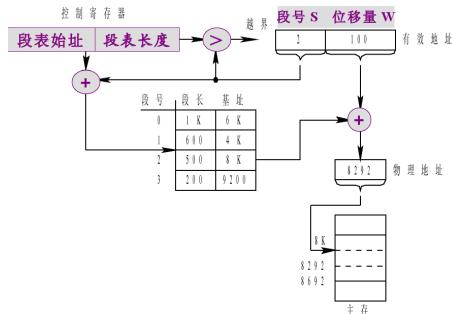 控制寄存器
越界
段号 S 位移量 W
段表始址 段表长度 >
2 100 有效地址
+
段号 段长 基址
0 1K 6K
1 600 4K
+
2 500 8K
3 200 9200
8292 物理地址
8K
8292
8692
主存